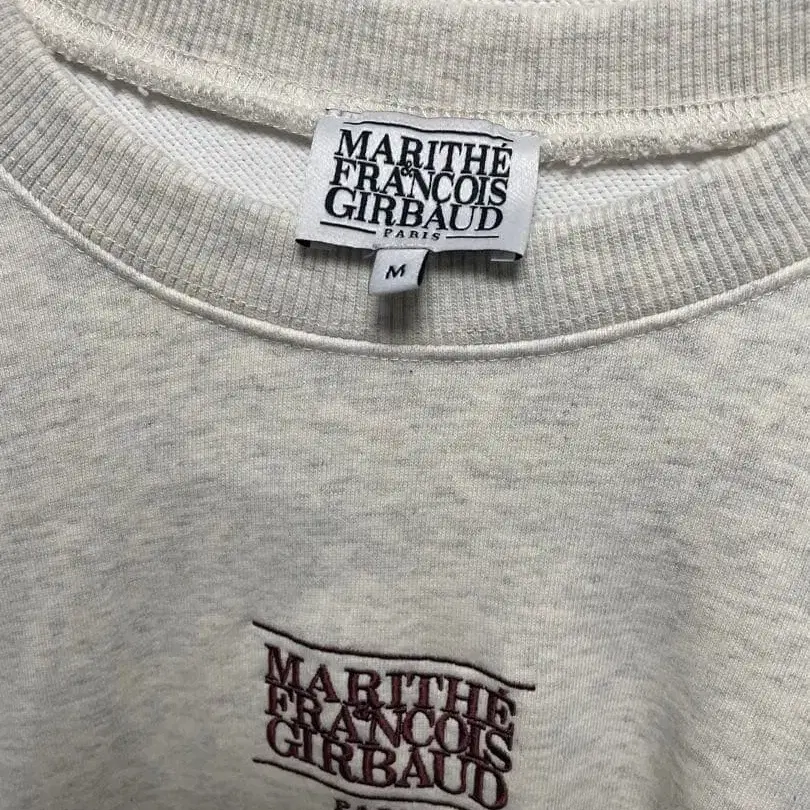 MARITHÉ
&
FRANCOIS
GIRBAUD
PARIS
M
MARITHÉ
&
FRANCOIS
GIRBAUD